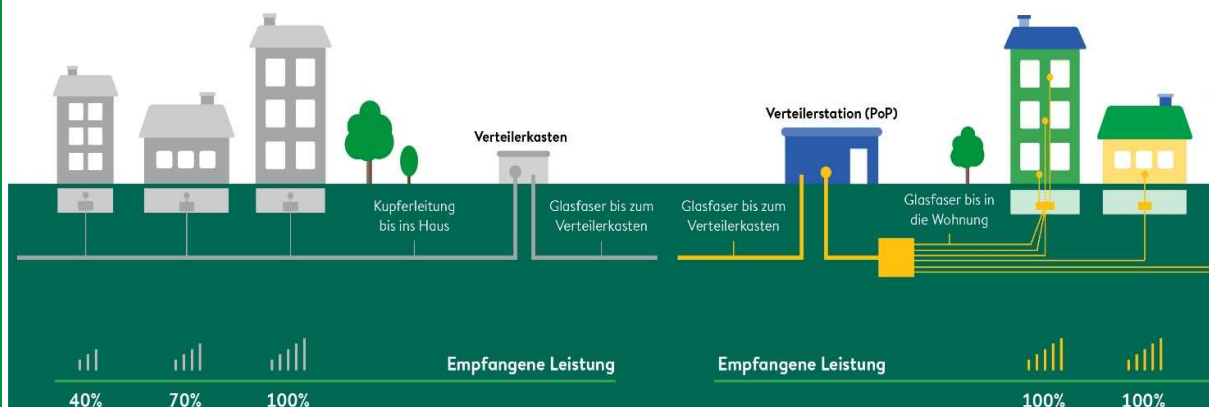 Verteilerkasten
Verteilerstation (PoP)
Kupferleitung
bis ins Haus
Glasfaser bis zum
Verteilerkasten
Glasfaser bis zum
Verteilerkasten
Glasfaser bis in
die Wohnung
Empfangene Leistung
Empfangene Leistung
40%
70%
100%
100%
100%